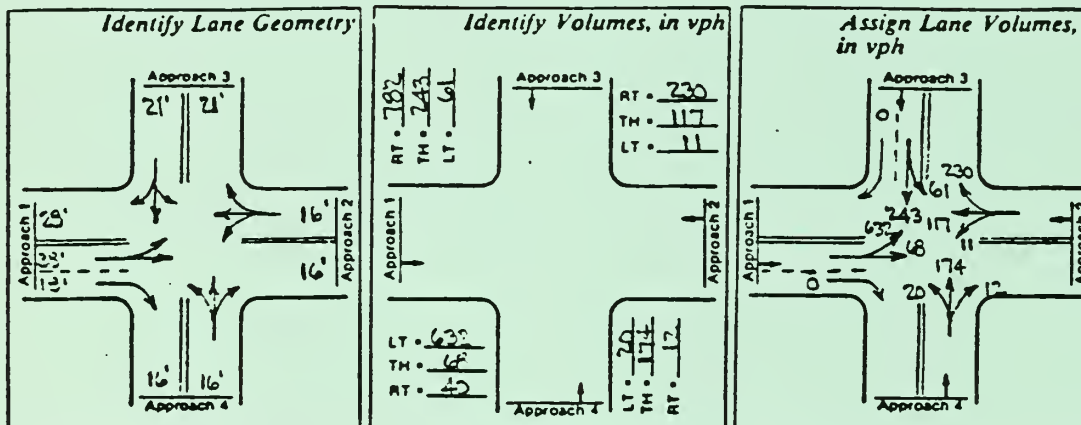 Identify Lane Geometry
Approach 3
21' 21'
Approach 1
Approach 2
16'
16'
16' 16'
Approach 4
Identify Volumes, in vph
Approach 3
RT = 782
TH = 243
LT = 61
RT = 230
TH = 117
LT = 11
Approach 1
Approach 2
LT = 632
TH = 68
RT =
LT = 20
TH = 174
RT = 12
Approach 4
Assign Lane Volumes,
in vph
Approach 3
0
61
230
243
117
11
632
68
0
174
20
12
Approach 1
Approach 4